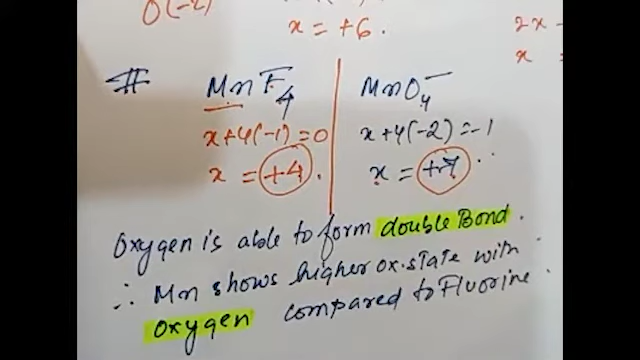 O(-2)
x = +6.
2x -
x =
# MnF4 MnO4-
x+4(-1)=0 x+4(-2)=-1
x = +4. x = +7
Oxygen is able to form double Bond.
∴ Mn shows higher ox.state with
oxygen compared to Fluorine.